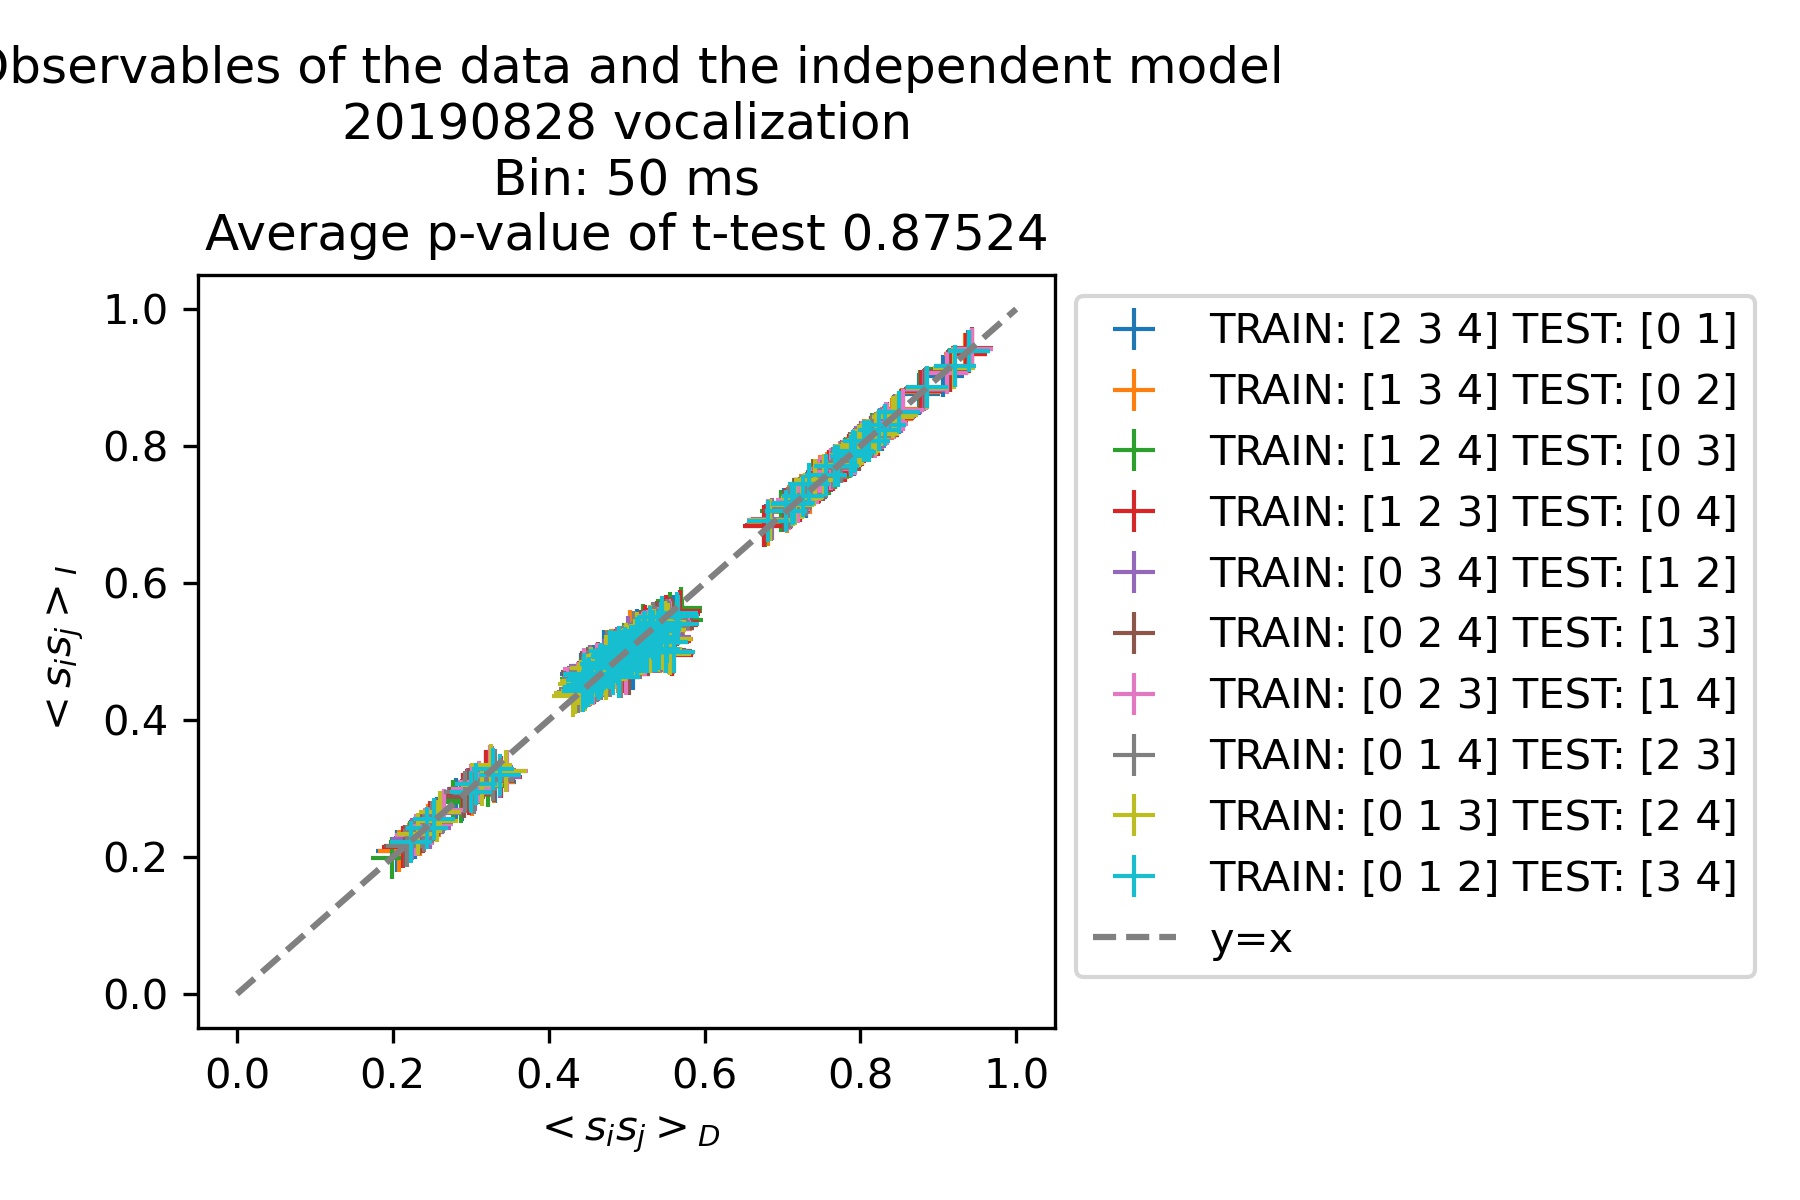 Observables of the data and the independent model
20190828 vocalization
Bin: 50 ms
Average p-value of t-test 0.87524
1.0
0.8
0.6
0.4
0.2
0.0
< s_i s_j >_I
0.0 0.2 0.4 0.6 0.8 1.0
< s_i s_j >_D
TRAIN: [2 3 4] TEST: [0 1]
TRAIN: [1 3 4] TEST: [0 2]
TRAIN: [1 2 4] TEST: [0 3]
TRAIN: [1 2 3] TEST: [0 4]
TRAIN: [0 3 4] TEST: [1 2]
TRAIN: [0 2 4] TEST: [1 3]
TRAIN: [0 2 3] TEST: [1 4]
TRAIN: [0 1 4] TEST: [2 3]
TRAIN: [0 1 3] TEST: [2 4]
TRAIN: [0 1 2] TEST: [3 4]
y=x